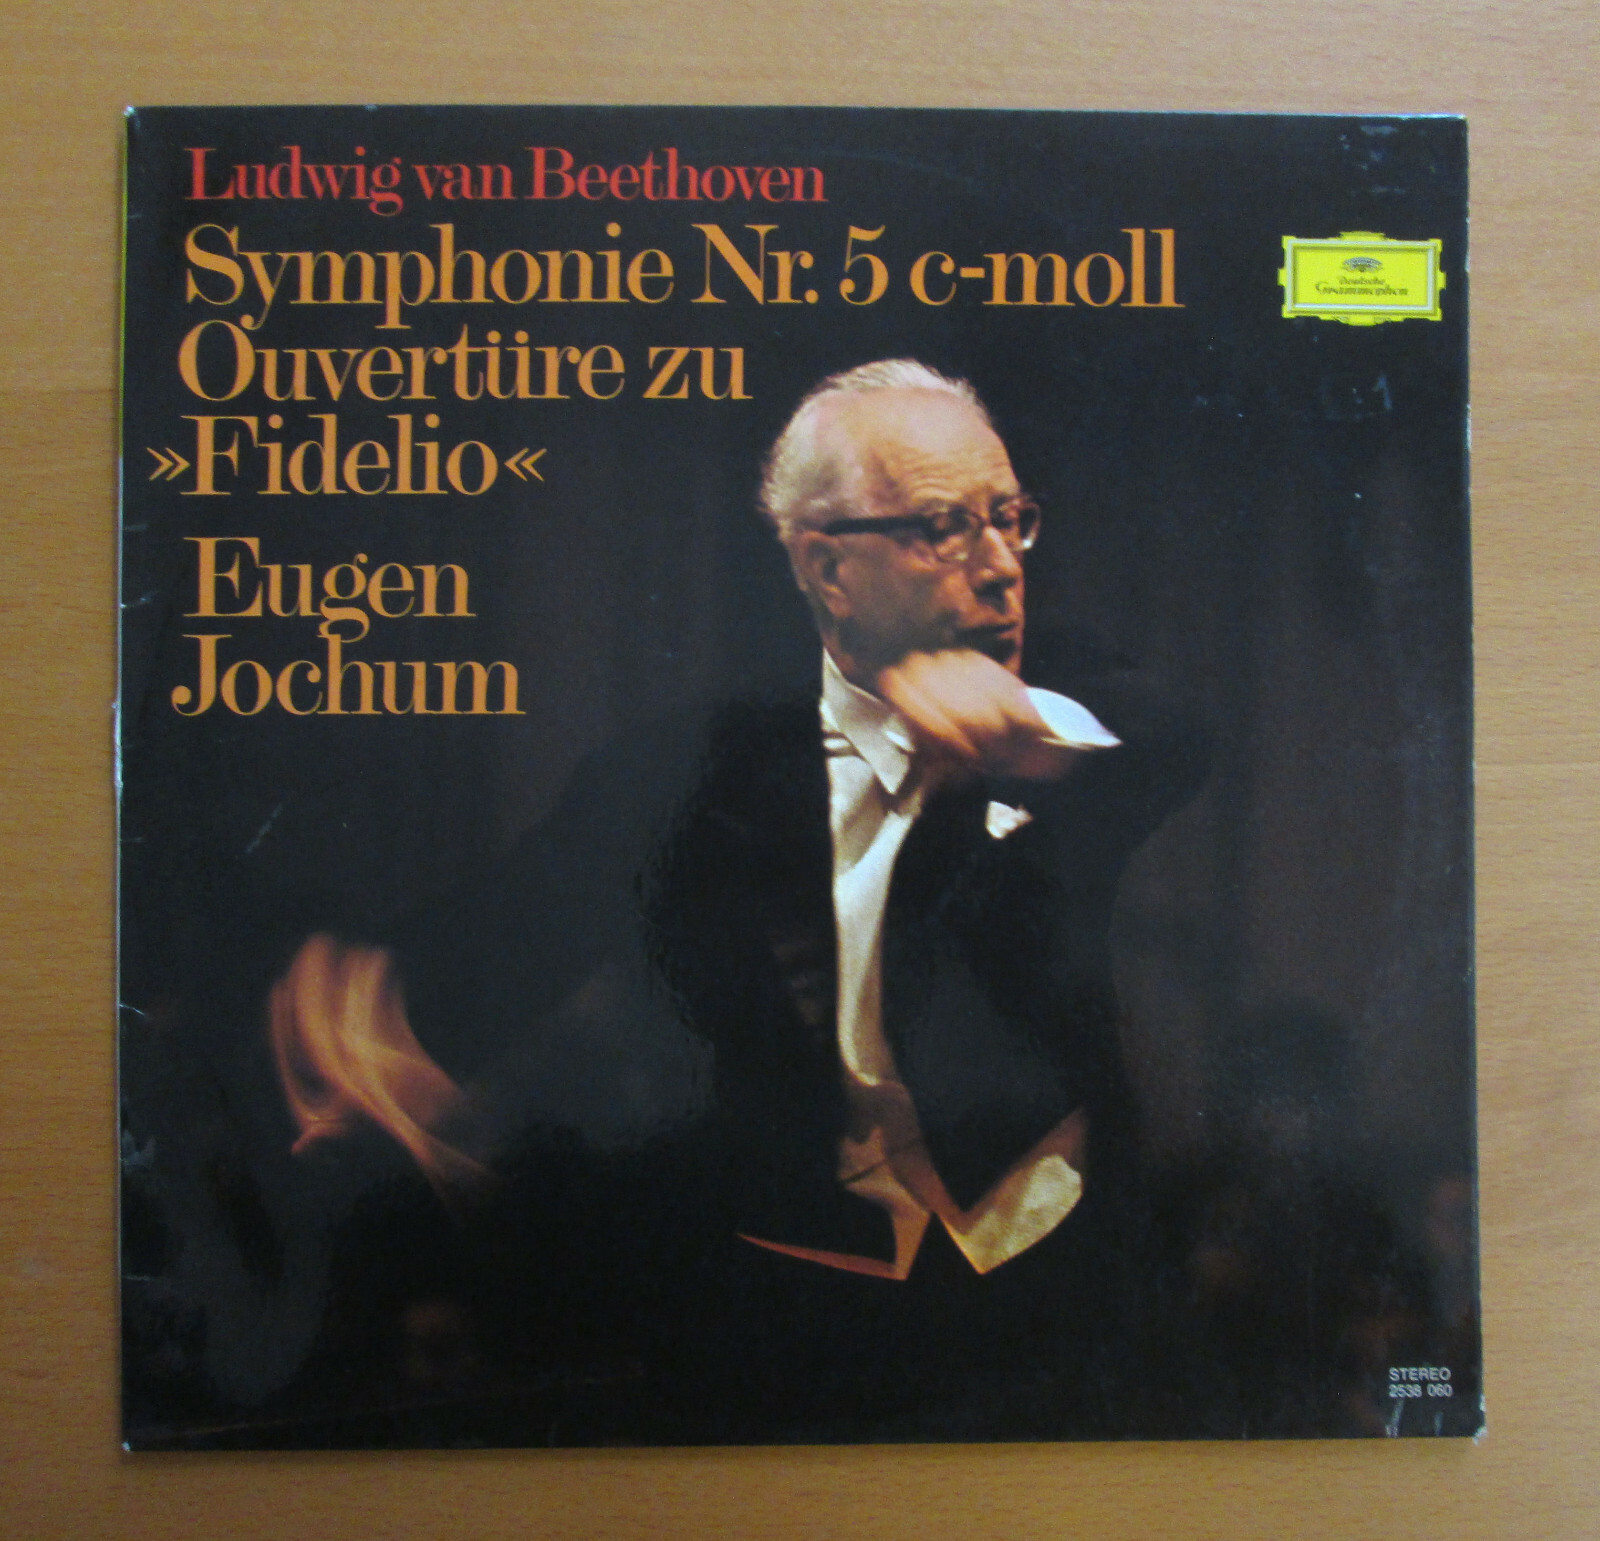 Ludwig van Beethoven
Symphonie Nr. 5 c-moll
Ouvertüre zu
»Fidelio«
Eugen
Jochum
Deutsche
Grammophon
STEREO
2538 060